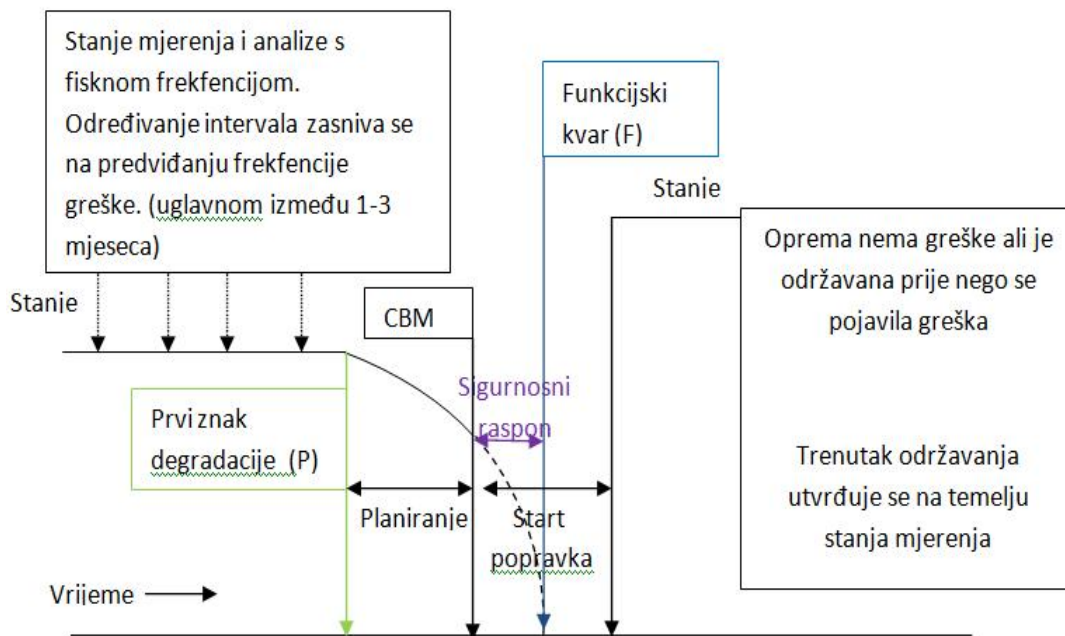 Stanje mjerenja i analize s
fisknom frekfencijom.
Određivanje intervala zasniva se
na predviđanju frekfencije
greške. (uglavnom između 1-3
mjeseca)
Funkcijski
kvar (F)
Stanje
Oprema nema greške ali je
održavana prije nego se
pojavila greška
Trenutak održavanja
utvrđuje se na temelju
stanja mjerenja
Stanje
CBM
Sigurnosni
raspon
Prvi znak
degradacije (P)
Planiranje
Start
popravka
Vrijeme